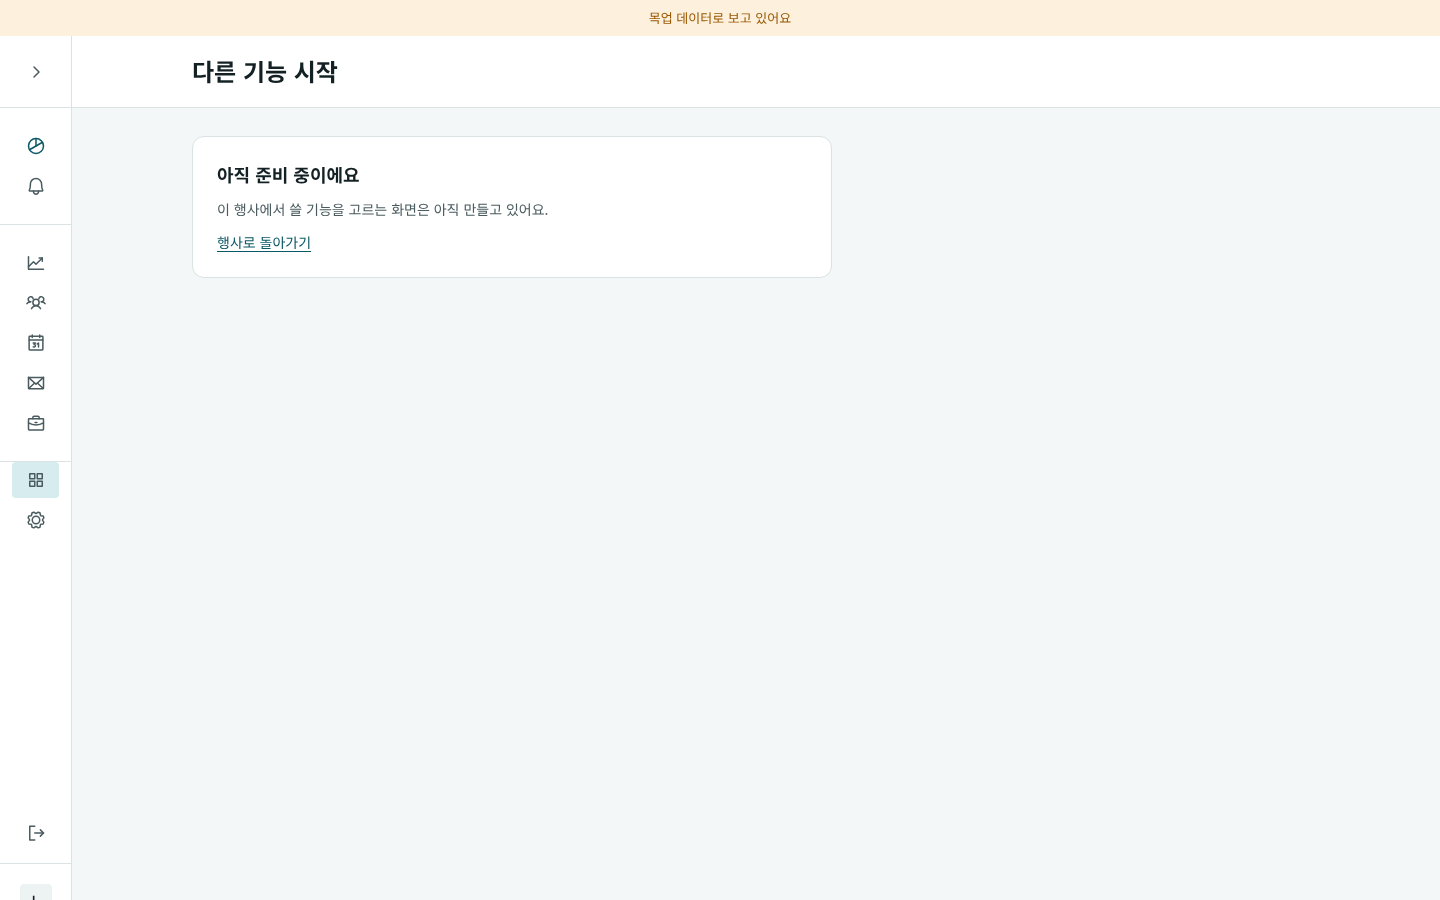 목업 데이터로 보고 있어요
다른 기능 시작
31
아직 준비 중이에요
이 행사에서 쓸 기능을 고르는 화면은 아직 만들고 있어요.
행사로 돌아가기